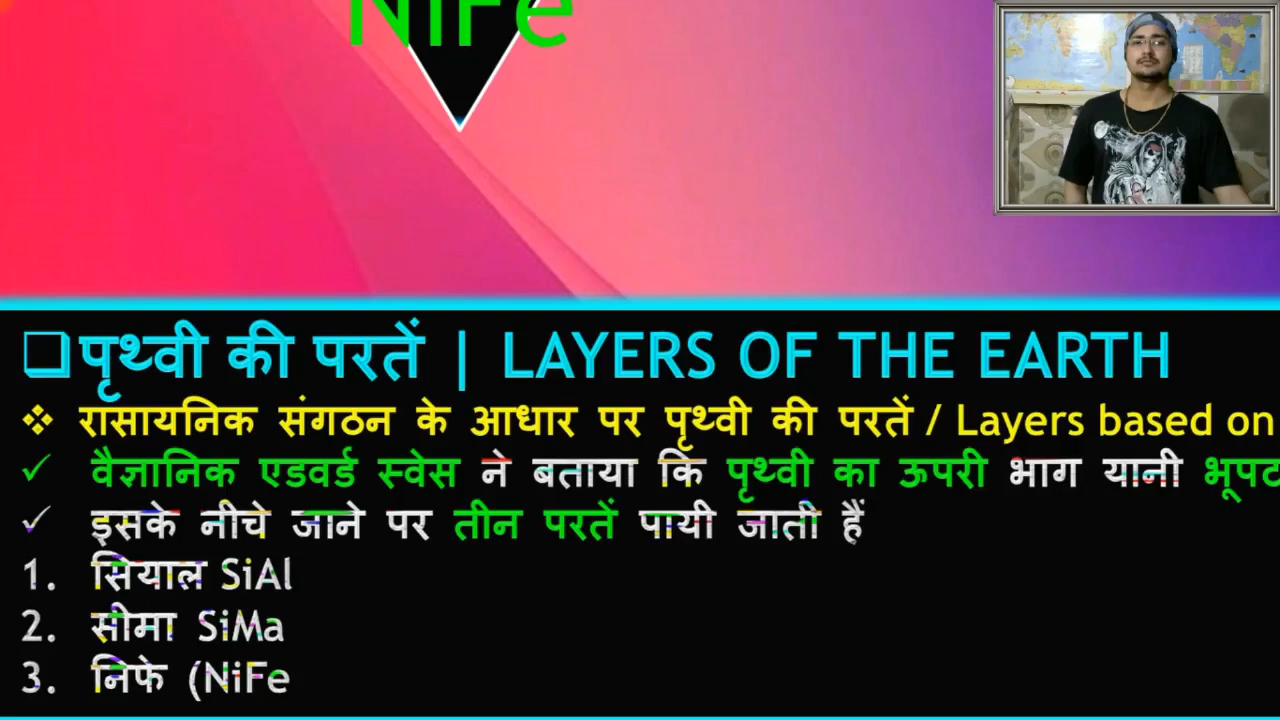 NiFe
पृथ्वी की परतें | LAYERS OF THE EARTH
रासायनिक संगठन के आधार पर पृथ्वी की परतें / Layers based on
वैज्ञानिक एडवर्ड स्वेस ने बताया कि पृथ्वी का ऊपरी भाग यानी
इसके नीचे जाने पर तीन परतें पायी जाती हैं
1. सियाल SiAl
2. सीमा SiMa
3. निफे (NiFe